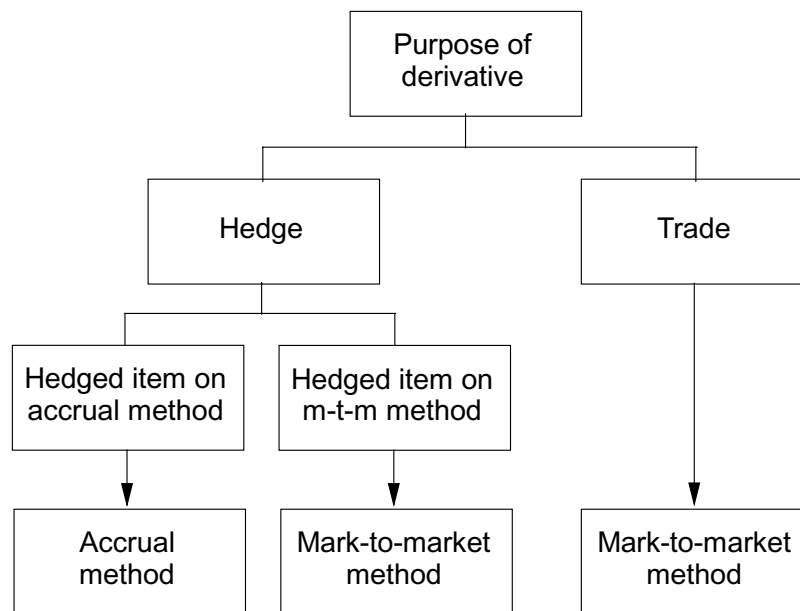 Purpose of
derivative
Hedge
Trade
Hedged item on
accrual method
Hedged item on
m-t-m method
Accrual
method
Mark-to-market
method
Mark-to-market
method